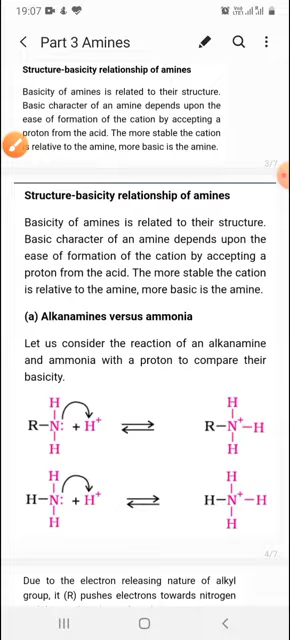 19:07
Part 3 Amines
Structure-basicity relationship of amines
Basicity of amines is related to their structure.
Basic character of an amine depends upon the
ease of formation of the cation by accepting a
proton from the acid. The more stable the cation
is relative to the amine, more basic is the amine.
3/7
Structure-basicity relationship of amines
Basicity of amines is related to their structure.
Basic character of an amine depends upon the
ease of formation of the cation by accepting a
proton from the acid. The more stable the cation
is relative to the amine, more basic is the amine.
(a) Alkanamines versus ammonia
Let us consider the reaction of an alkanamine
and ammonia with a proton to compare their
basicity.
H H
R–N: + H⁺ ⇌ R–N⁺–H
H H
H H
H–N: + H⁺ ⇌ H–N⁺–H
H H
4/7
Due to the electron releasing nature of alkyl
group, it (R) pushes electrons towards nitrogen